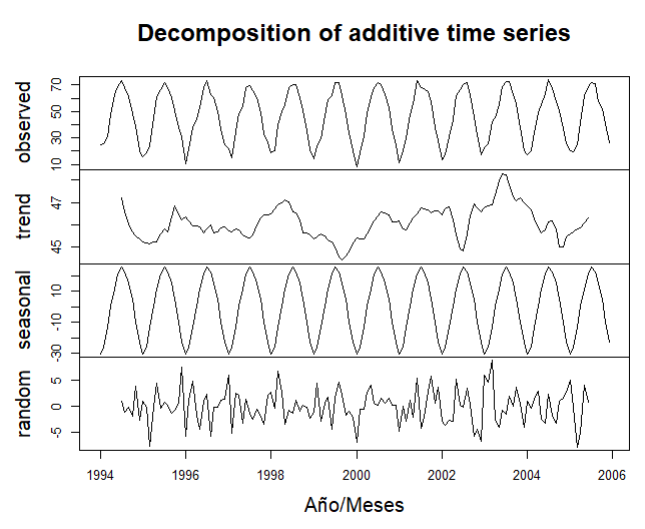 Decomposition of additive time series
observed
10 30 50 70
trend
45 47
seasonal
-30 -10 10
random
-5 0 5
1994 1996 1998 2000 2002 2004 2006
Año/Meses